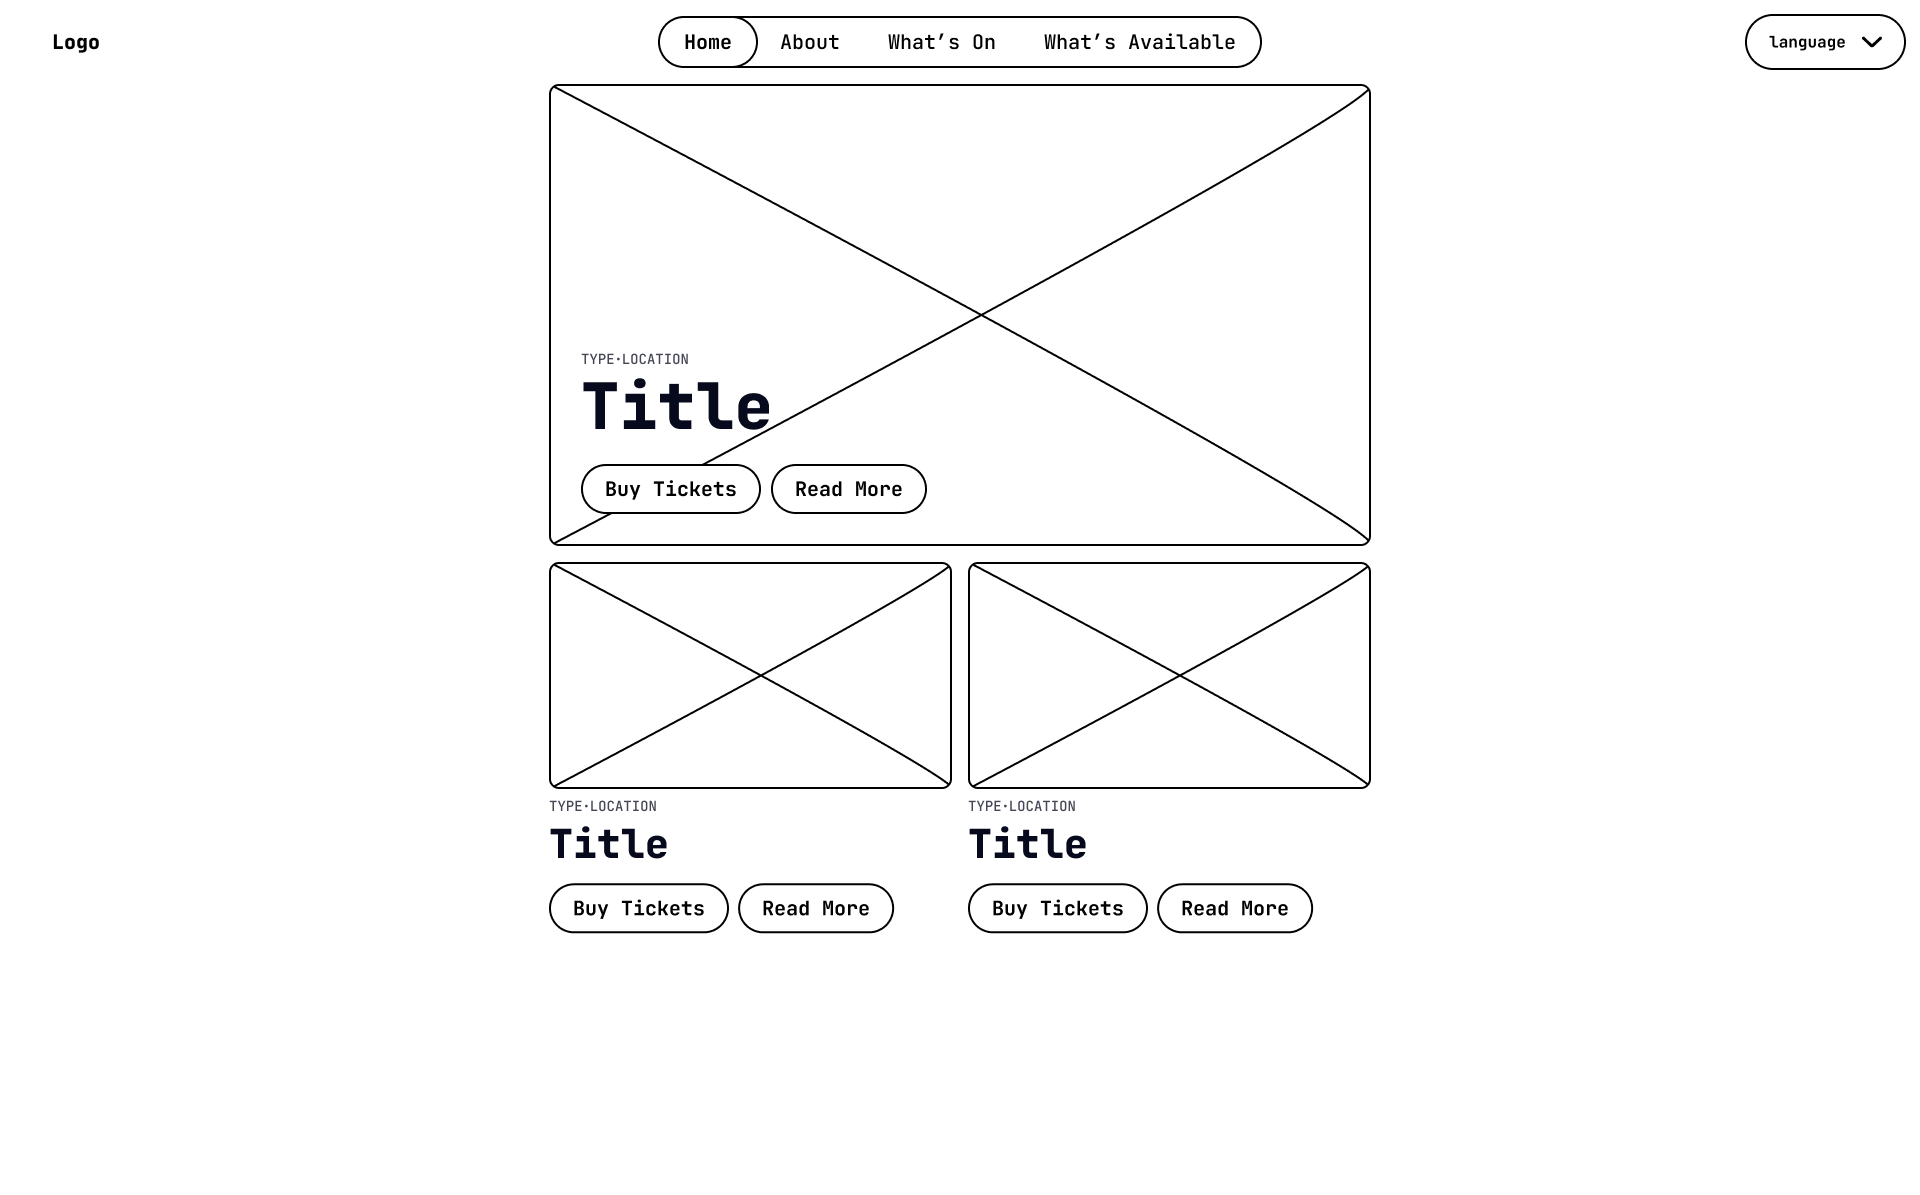 Logo
Home
About
What’s On
What’s Available
language
TYPE·LOCATION
Title
Buy Tickets
Read More
TYPE·LOCATION
Title
Buy Tickets
Read More
TYPE·LOCATION
Title
Buy Tickets
Read More